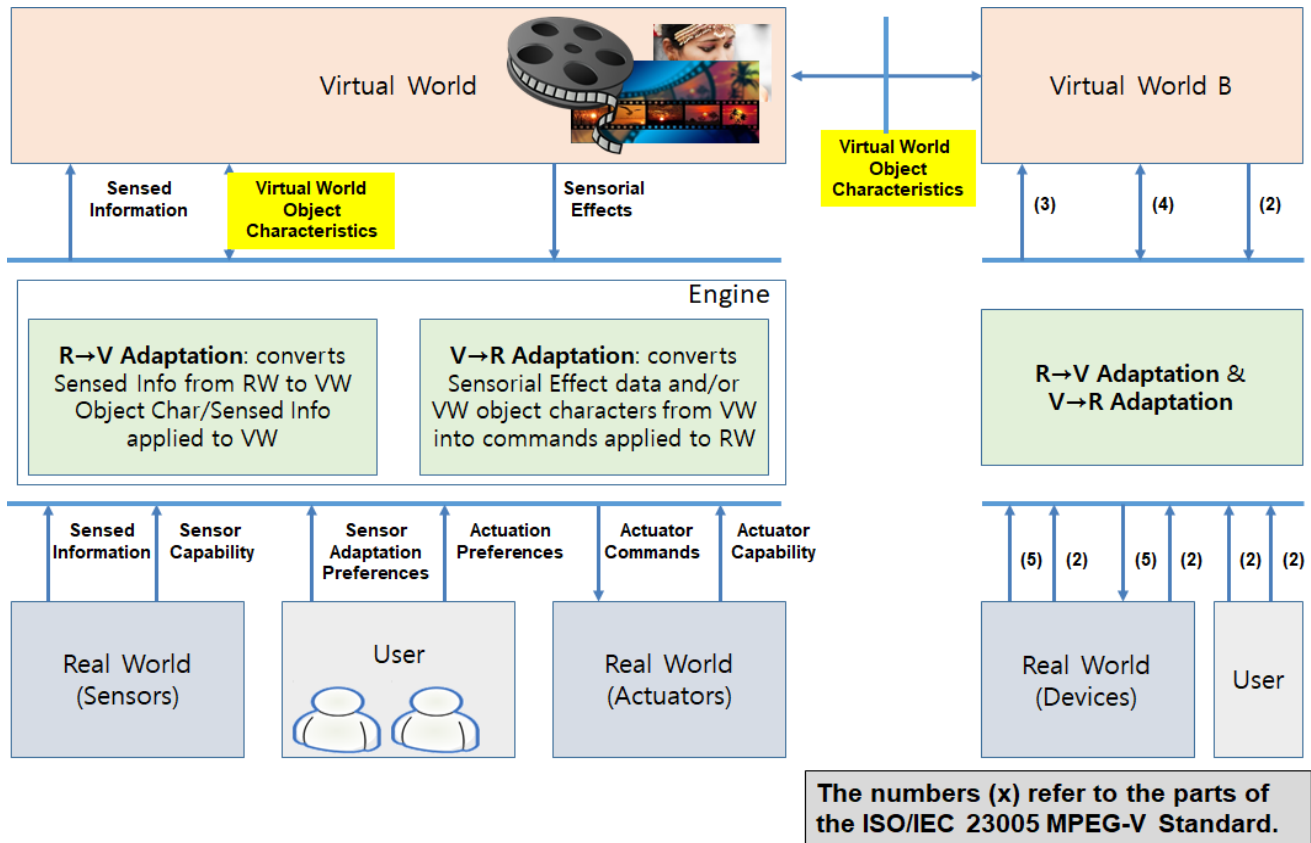 Virtual World
Virtual World B
Virtual World
Object
Characteristics
Sensed
Information
Virtual World
Object
Characteristics
Sensorial
Effects
(3)
(4)
(2)
Engine
R→V Adaptation: converts
Sensed Info from RW to VW
Object Char/Sensed Info
applied to VW
V→R Adaptation: converts
Sensorial Effect data and/or
VW object characters from VW
into commands applied to RW
R→V Adaptation &
V→R Adaptation
Sensed
Information
Sensor
Capability
Sensor
Adaptation
Preferences
Actuation
Preferences
Actuator
Commands
Actuator
Capability
(5)
(2)
(5)
(2)
(2)
(2)
Real World
(Sensors)
User
Real World
(Actuators)
Real World
(Devices)
User
The numbers (x) refer to the parts of
the ISO/IEC 23005 MPEG-V Standard.